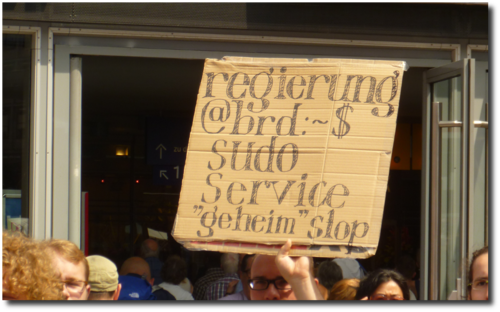 regierung
@brd:~$
sudo
Service
"geheim" stop